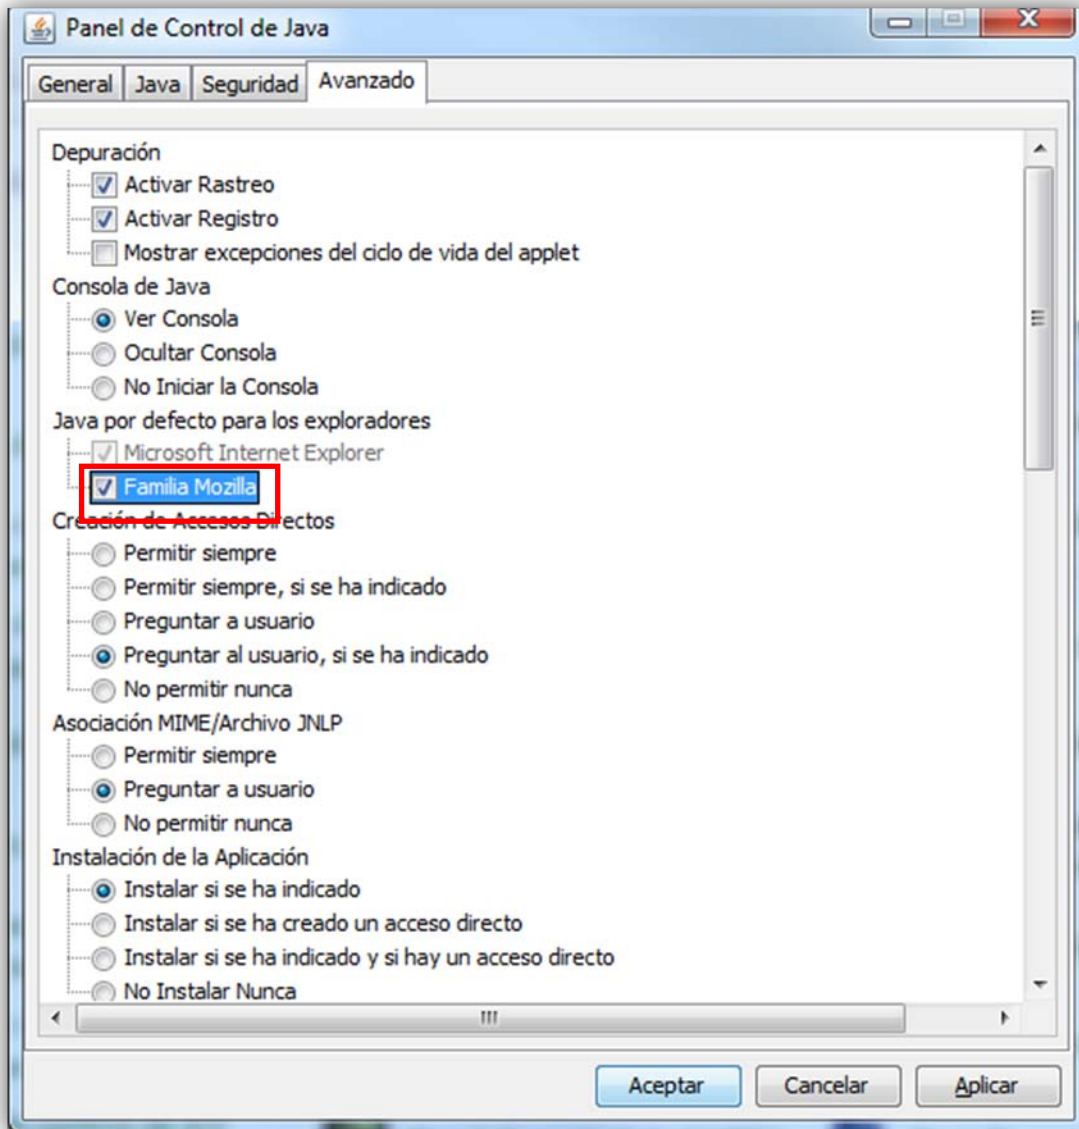 Panel de Control de Java
General Java Seguridad Avanzado
Depuración
Activar Rastreo
Activar Registro
Mostrar excepciones del ciclo de vida del applet
Consola de Java
Ver Consola
Ocultar Consola
No Iniciar la Consola
Java por defecto para los exploradores
Microsoft Internet Explorer
Familia Mozilla
Creación de Accesos Directos
Permitir siempre
Permitir siempre, si se ha indicado
Preguntar a usuario
Preguntar al usuario, si se ha indicado
No permitir nunca
Asociación MIME/Archivo JNLP
Permitir siempre
Preguntar a usuario
No permitir nunca
Instalación de la Aplicación
Instalar si se ha indicado
Instalar si se ha creado un acceso directo
Instalar si se ha indicado y si hay un acceso directo
No Instalar Nunca
Aceptar Cancelar Aplicar